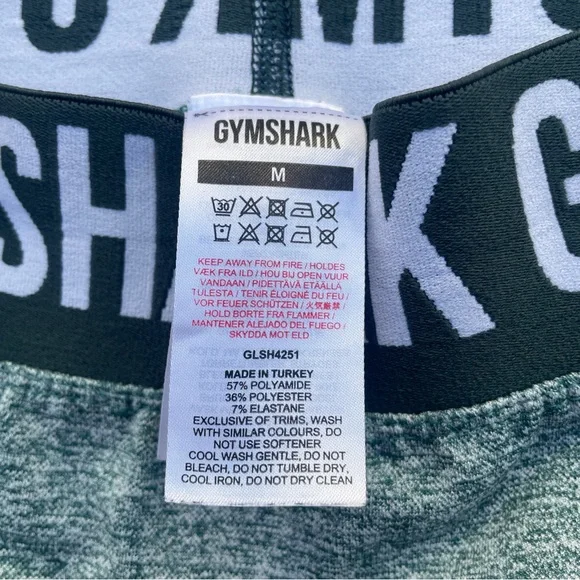 SHARK G
GYMSHARK
M
30
KEEP AWAY FROM FIRE / HOLDES
VÆK FRA ILD / HOU BIJ OPEN VUUR
VANDAAN / PIDETTÄVÄ ETÄÄLLÄ
TULESTA / TENIR ÉLOIGNÉ DU FEU /
VOR FEUER SCHÜTZEN / 火気厳禁 /
HOLD BORTE FRA FLAMMER /
MANTENER ALEJADO DEL FUEGO /
SKYDDA MOT ELD
GLSH4251
MADE IN TURKEY
57% POLYAMIDE
36% POLYESTER
7% ELASTANE
EXCLUSIVE OF TRIMS, WASH
WITH SIMILAR COLOURS, DO
NOT USE SOFTENER
COOL WASH GENTLE, DO NOT
BLEACH, DO NOT TUMBLE DRY,
COOL IRON, DO NOT DRY CLEAN